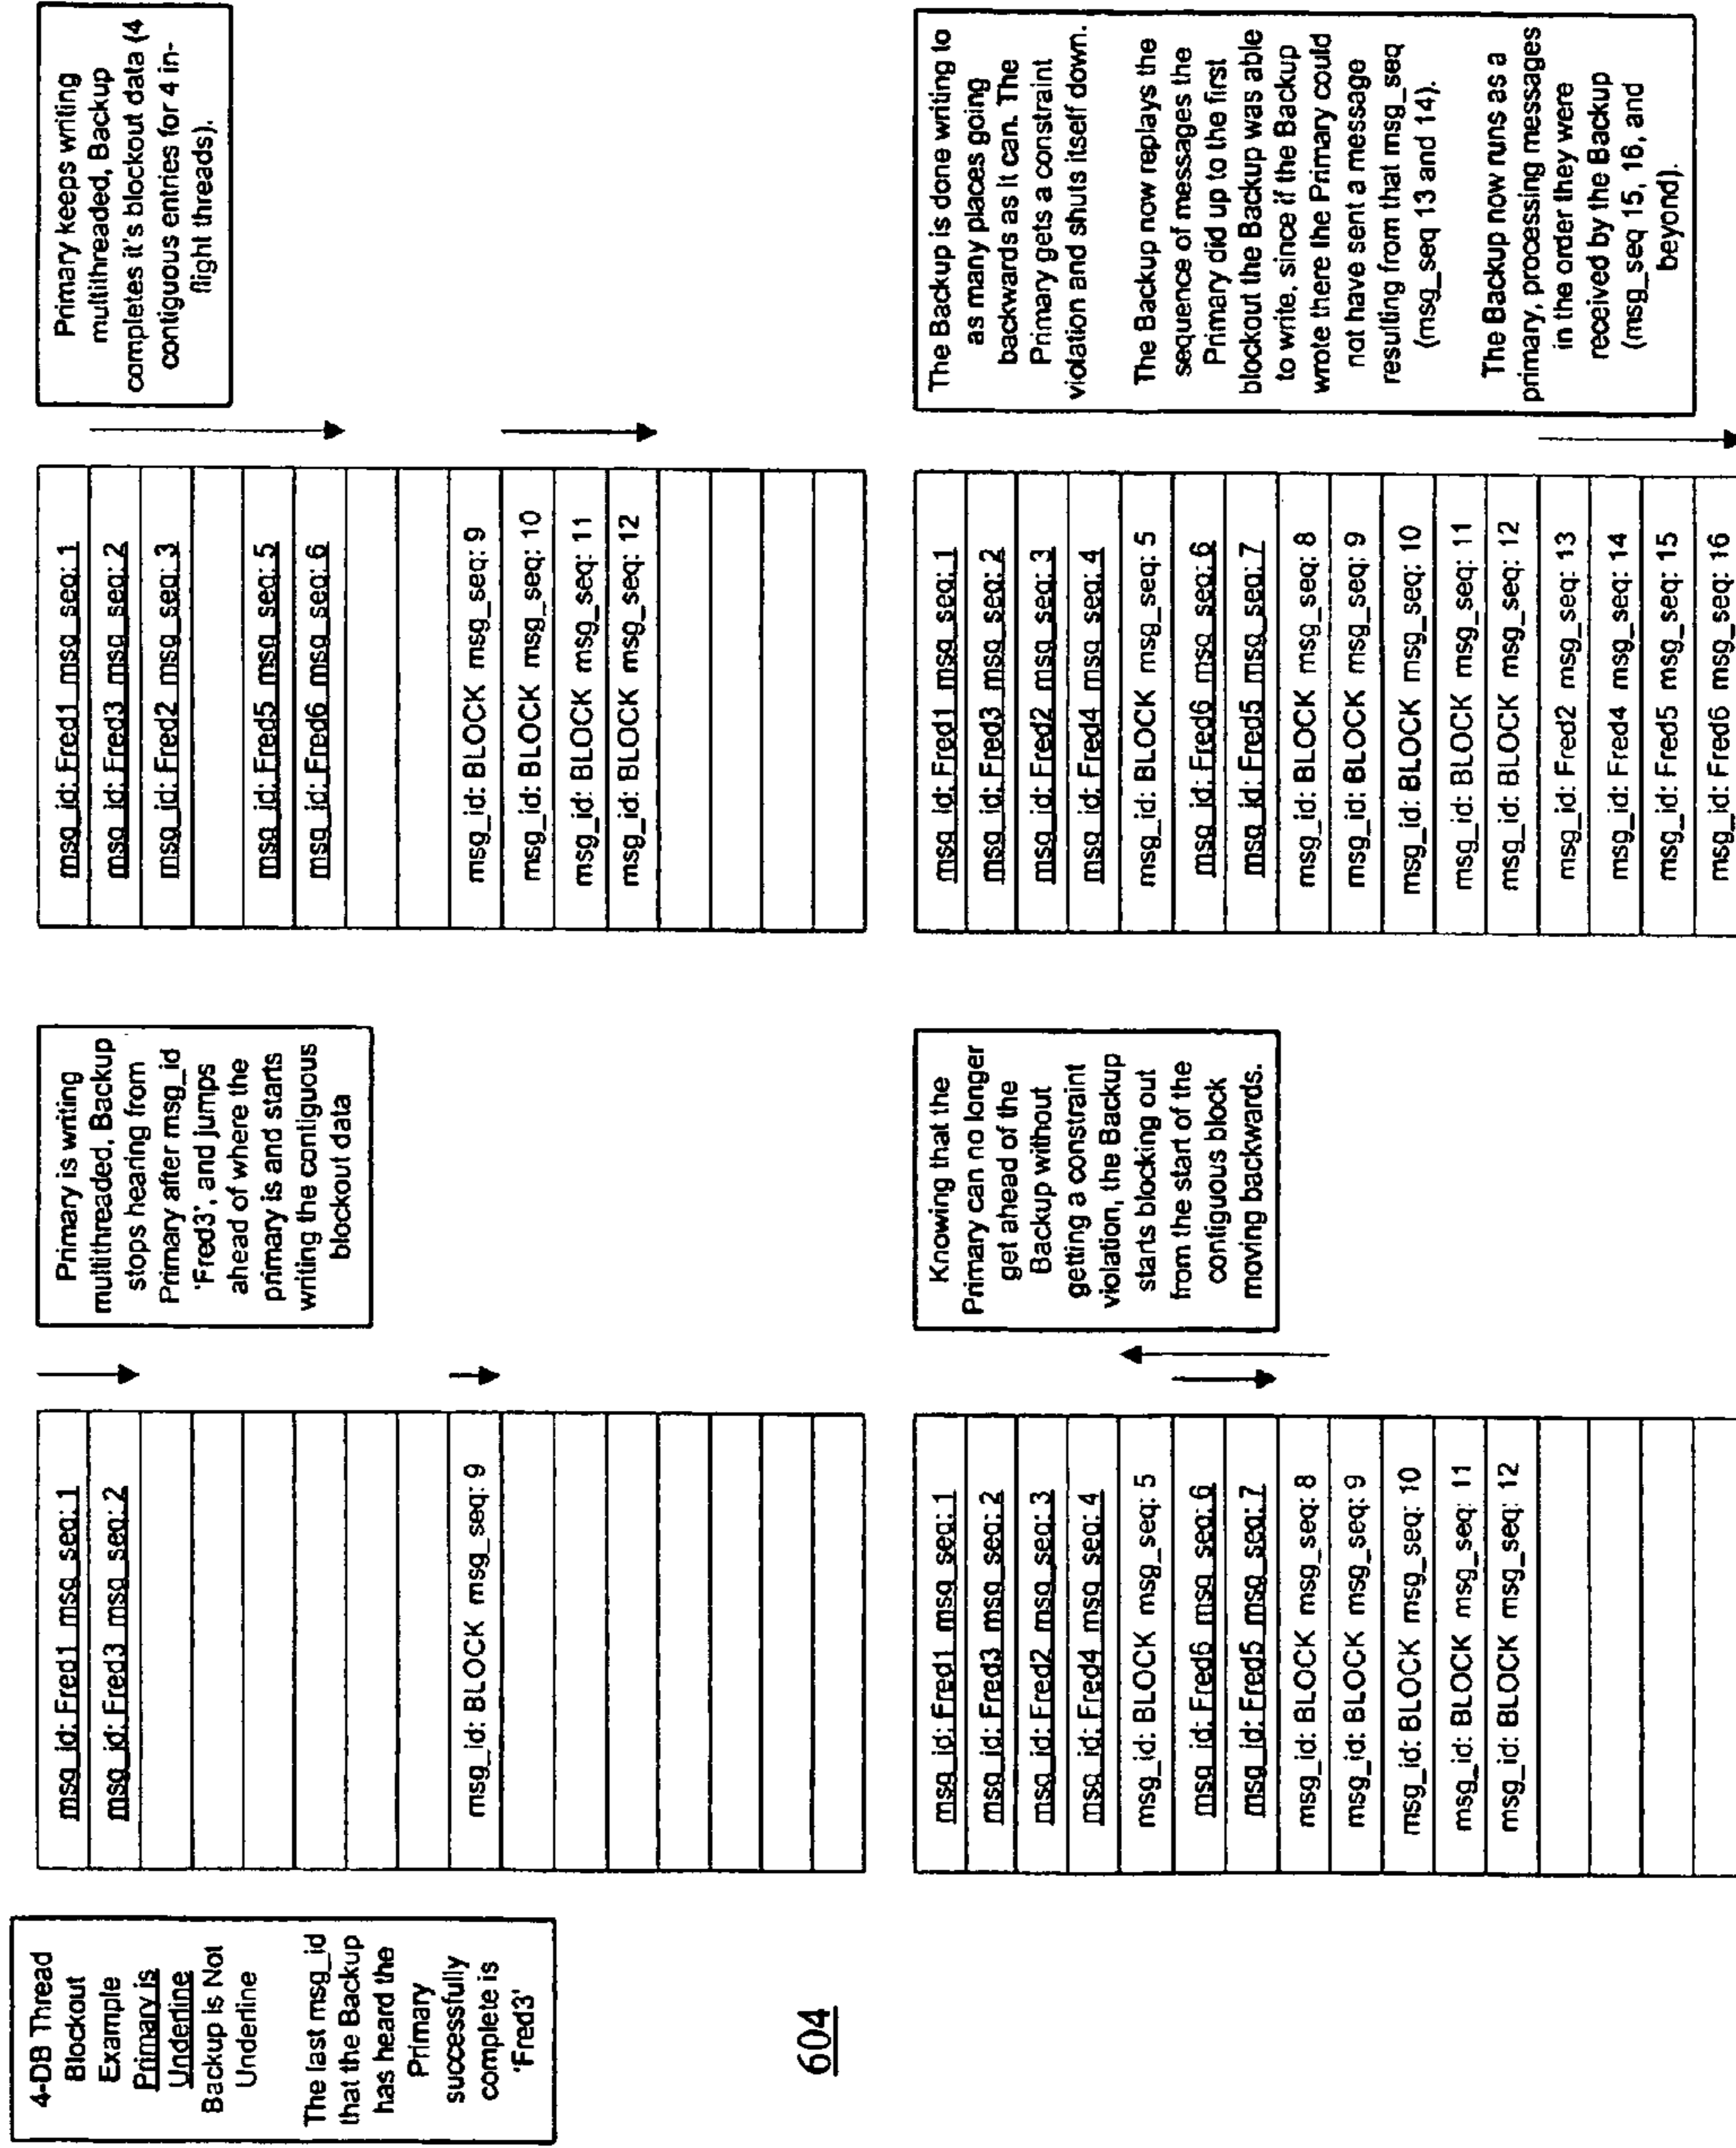 4-DB Thread
Blockout
Example
Primary is
Underline
Backup is Not
Underline
The last msg_id
that the Backup
has heard the
Primary
successfully
complete is
'Fred3'
604
msg_id: Fred1 msg_seq: 1
msg_id: Fred3 msg_seq: 2
msg_id: BLOCK msg_seq: 9
Primary is writing
multithreaded, Backup
stops hearing from
Primary after msg_id
'Fred3', and jumps
ahead of where the
primary is and starts
writing the contiguous
blockout data
msg_id: Fred1 msg_seq: 1
msg_id: Fred3 msg_seq: 2
msg_id: Fred2 msg_seq: 3
msg_id: Fred5 msg_seq: 5
msg_id: Fred6 msg_seq: 6
msg_id: BLOCK msg_seq: 9
msg_id: BLOCK msg_seq: 10
msg_id: BLOCK msg_seq: 11
msg_id: BLOCK msg_seq: 12
Primary keeps writing
multithreaded, Backup
completes it's blockout data (4
contiguous entries for 4 in-
flight threads).
msg_id: Fred1 msg_seq: 1
msg_id: Fred3 msg_seq: 2
msg_id: Fred2 msg_seq: 3
msg_id: Fred4 msg_seq: 4
msg_id: BLOCK msg_seq: 5
msg_id: Fred6 msg_seq: 6
msg_id: Fred5 msg_seq: 7
msg_id: BLOCK msg_seq: 8
msg_id: BLOCK msg_seq: 9
msg_id: BLOCK msg_seq: 10
msg_id: BLOCK msg_seq: 11
msg_id: BLOCK msg_seq: 12
Knowing that the
Primary can no longer
get ahead of the
Backup without
getting a constraint
violation, the Backup
starts blocking out
from the start of the
contiguous block
moving backwards.
msg_id: Fred1 msg_seq: 1
msg_id: Fred3 msg_seq: 2
msg_id: Fred2 msg_seq: 3
msg_id: Fred4 msg_seq: 4
msg_id: BLOCK msg_seq: 5
msg_id: Fred6 msg_seq: 6
msg_id: Fred5 msg_seq: 7
msg_id: BLOCK msg_seq: 8
msg_id: BLOCK msg_seq: 9
msg_id: BLOCK msg_seq: 10
msg_id: BLOCK msg_seq: 11
msg_id: BLOCK msg_seq: 12
msg_id: Fred2 msg_seq: 13
msg_id: Fred4 msg_seq: 14
msg_id: Fred5 msg_seq: 15
msg_id: Fred6 msg_seq: 16
The Backup is done writing to
as many places going
backwards as it can. The
Primary gets a constraint
violation and shuts itself down.
The Backup now replays the
sequence of messages the
Primary did up to the first
blockout the Backup was able
to write, since if the Backup
wrote there the Primary could
not have sent a message
resulting from that msg_seq
(msg_seq 13 and 14).
The Backup now runs as a
primary, processing messages
in the order they were
received by the Backup
(msg_seq 15, 16, and
beyond).